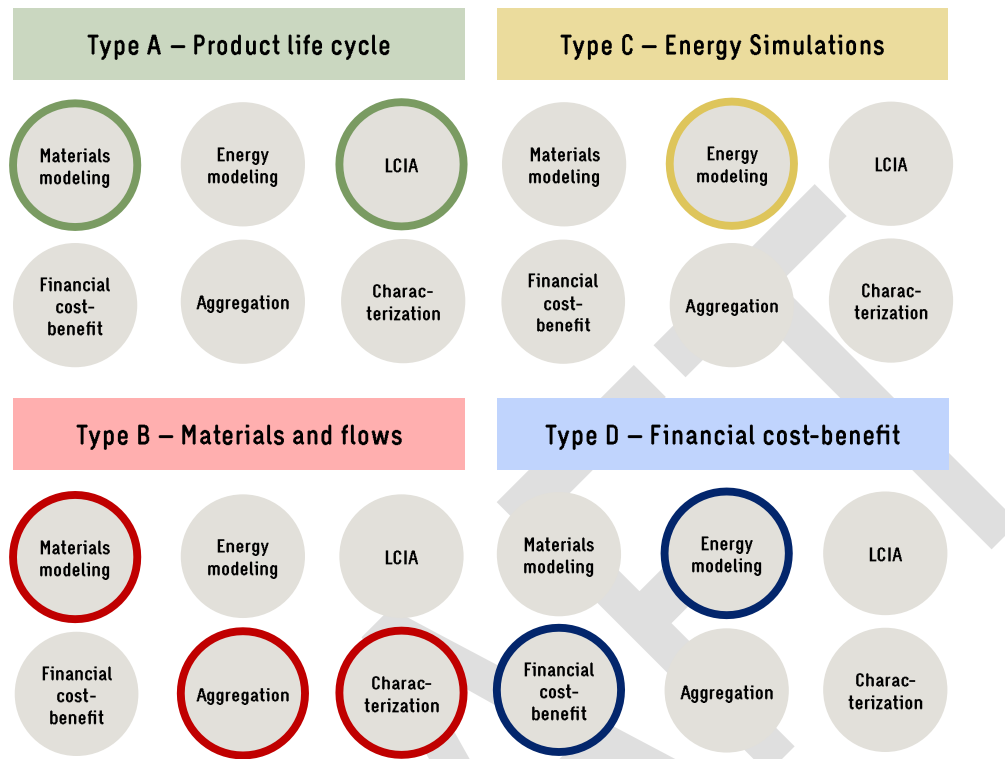 Type A – Product life cycle
Materials
modeling
Energy
modeling
LCIA
Financial
cost-
benefit
Aggregation
Charac-
terization
Type C – Energy Simulations
Materials
modeling
Energy
modeling
LCIA
Financial
cost-
benefit
Aggregation
Charac-
terization
Type B – Materials and flows
Materials
modeling
Energy
modeling
LCIA
Financial
cost-
benefit
Aggregation
Charac-
terization
Type D – Financial cost-benefit
Materials
modeling
Energy
modeling
LCIA
Financial
cost-
benefit
Aggregation
Charac-
terization